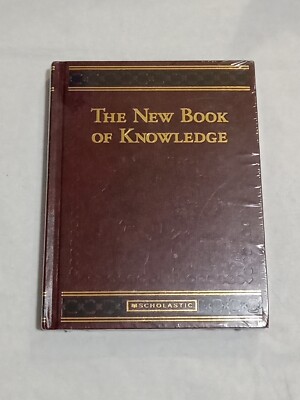 THE NEW BOOK
OF KNOWLEDGE
SCHOLASTIC